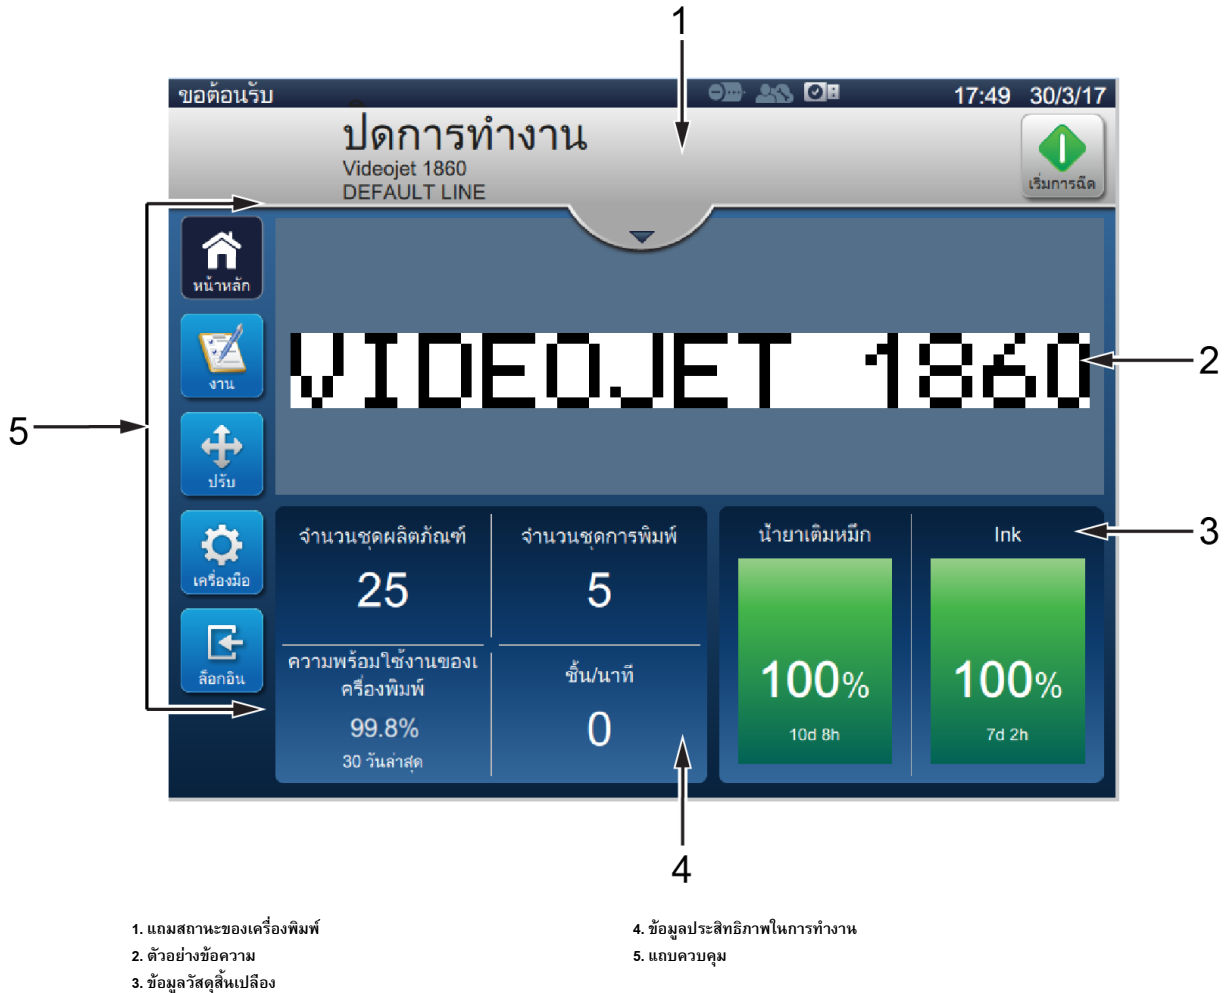 1
ขอต้อนรับ
17:49 30/3/17
ปดการทำงาน
Videojet 1860
DEFAULT LINE
เริ่มการฉีด
หน้าหลัก
งาน
ปรับ
เครื่องมือ
ล็อกอิน
VIDEOJET 1860
2
5
จำนวนชุดผลิตภัณฑ์
25
จำนวนชุดการพิมพ์
5
ความพร้อมใช้งานของเ
ครื่องพิมพ์
99.8%
30 วันล่าสุด
ชิ้น/นาที
0
น้ำยาเติมหมึก
100%
10d 8h
Ink
100%
7d 2h
3
4
1. แถมสถานะของเครื่องพิมพ์
2. ตัวอย่างข้อความ
3. ข้อมูลวัสดุสิ้นเปลือง
4. ข้อมูลประสิทธิภาพในการทำงาน
5. แถบควบคุม